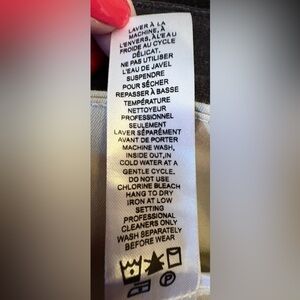 LAVER À LA
MACHINE, À
L'ENVERS, À L'EAU
FROIDE AU CYCLE
DÉLICAT.
NE PAS UTILISER
L'EAU DE JAVEL
SUSPENDRE
POUR SÉCHER
REPASSER À BASSE
TEMPÉRATURE
NETTOYEUR
PROFESSIONNEL
SEULEMENT
LAVER SÉPARÉMENT
AVANT DE PORTER
MACHINE WASH,
INSIDE OUT,IN
COLD WATER AT A
GENTLE CYCLE.
DO NOT USE
CHLORINE BLEACH
HANG TO DRY
IRON AT LOW
SETTING
PROFESSIONAL
CLEANERS ONLY
WASH SEPARATELY
BEFORE WEAR
P